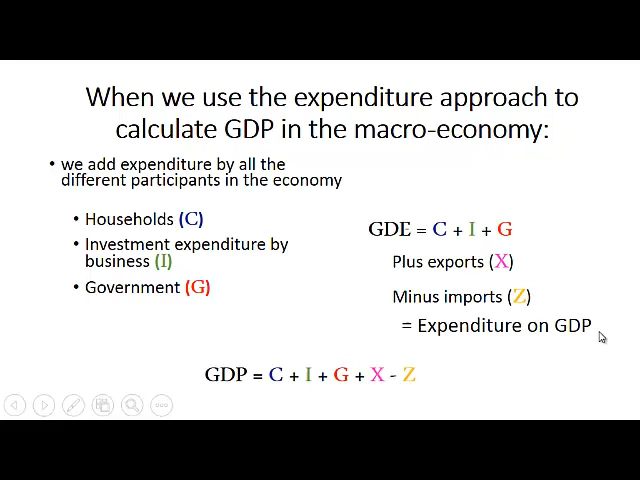 When we use the expenditure approach to
calculate GDP in the macro-economy:
• we add expenditure by all the
different participants in the economy
• Households (C)
• Investment expenditure by
business (I)
• Government (G)
GDE = C + I + G
Plus exports (X)
Minus imports (Z)
= Expenditure on GDP
GDP = C + I + G + X - Z